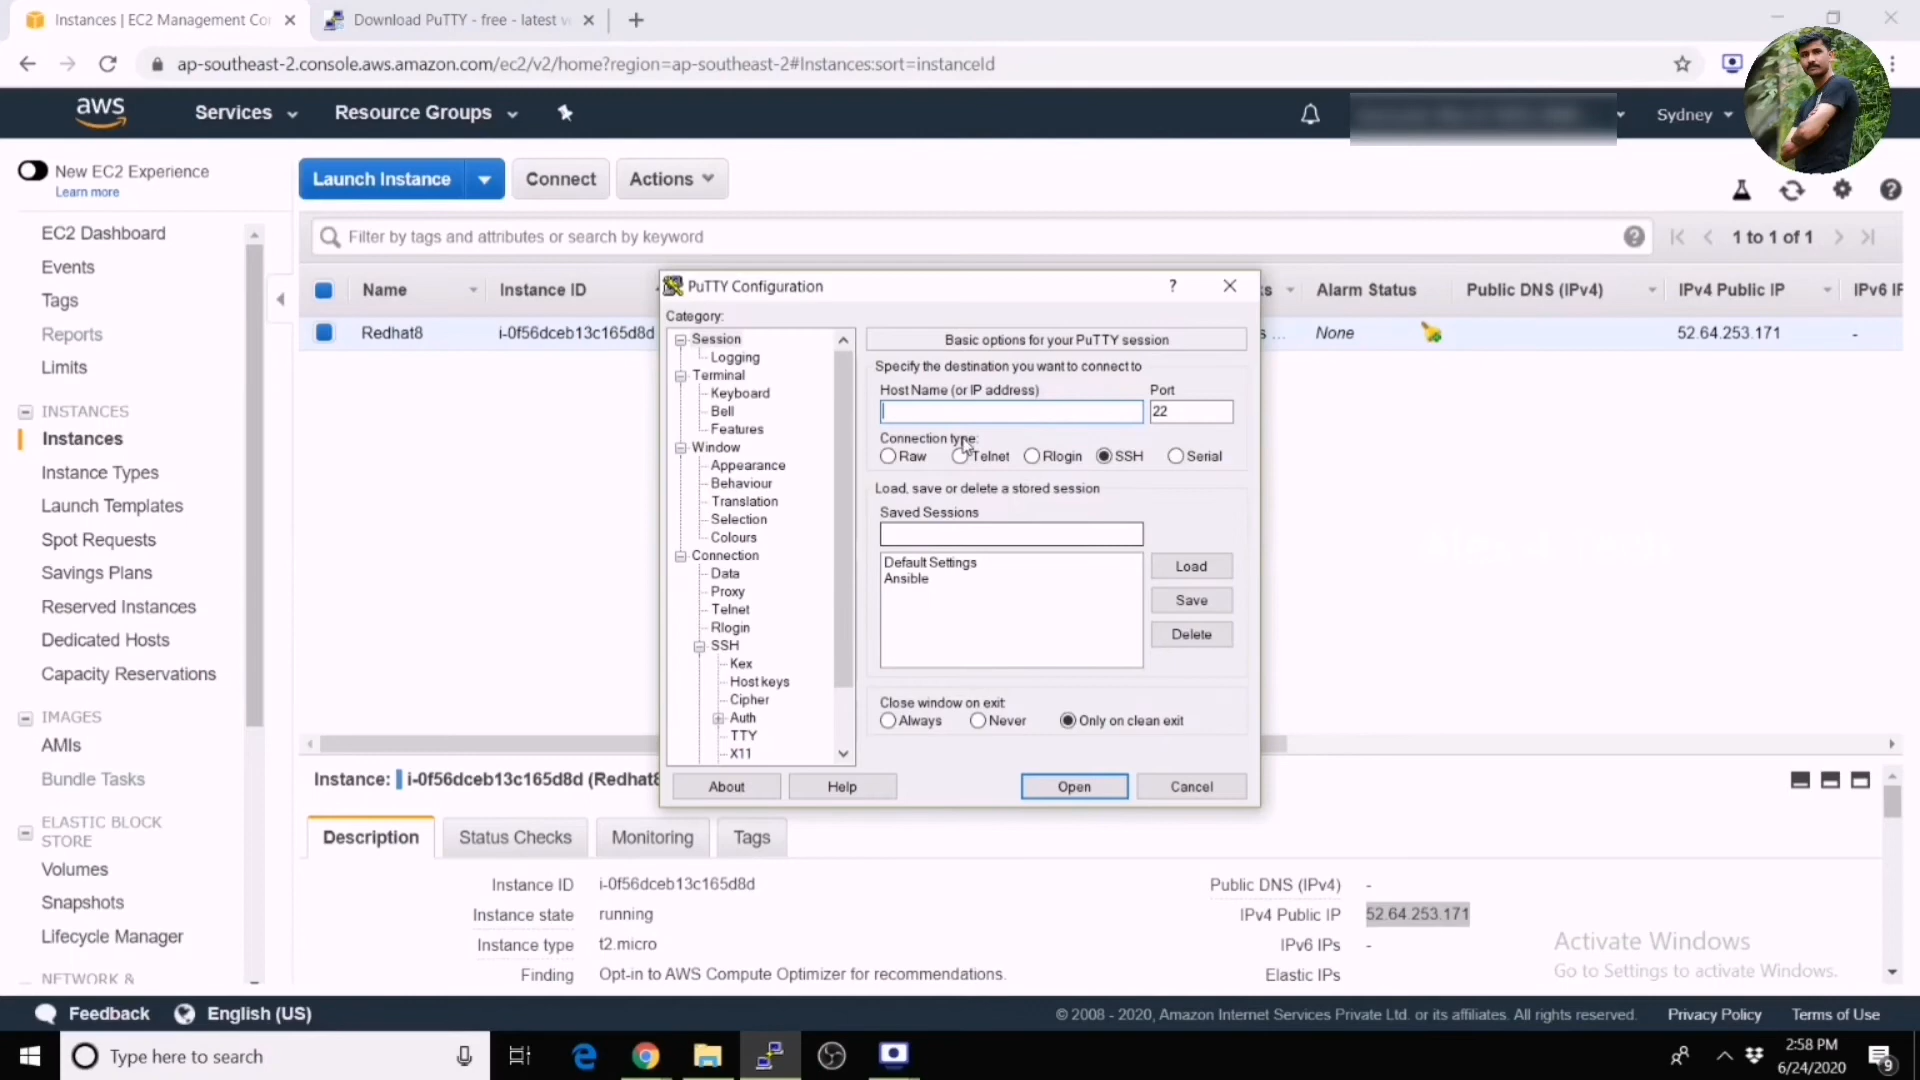 Instances | EC2 Management Co
Download PuTTY - free - latest v
ap-southeast-2.console.aws.amazon.com/ec2/v2/home?region=ap-southeast-2#Instances:sort=instanceId
aws
Services
Resource Groups
Sydney
New EC2 Experience
Learn more
Launch Instance
Connect
Actions
EC2 Dashboard
Events
Tags
Reports
Limits
INSTANCES
Instances
Instance Types
Launch Templates
Spot Requests
Savings Plans
Reserved Instances
Dedicated Hosts
Capacity Reservations
IMAGES
AMIs
Bundle Tasks
ELASTIC BLOCK
STORE
Volumes
Snapshots
Lifecycle Manager
NETWORK &
Filter by tags and attributes or search by keyword
1 to 1 of 1
Name
Instance ID
Alarm Status
Public DNS (IPv4)
IPv4 Public IP
IPv6 IP
Redhat8
i-0f56dceb13c165d8d
None
52.64.253.171
-
PuTTY Configuration
?
Category:
Session
Logging
Terminal
Keyboard
Bell
Features
Window
Appearance
Behaviour
Translation
Selection
Colours
Connection
Data
Proxy
Telnet
Rlogin
SSH
Kex
Host keys
Cipher
Auth
TTY
X11
Basic options for your PuTTY session
Specify the destination you want to connect to
Host Name (or IP address)
Port
22
Connection type:
Raw
Telnet
Rlogin
SSH
Serial
Load, save or delete a stored session
Saved Sessions
Default Settings
Ansible
Load
Save
Delete
Close window on exit
Always
Never
Only on clean exit
About
Help
Open
Cancel
Instance: i-0f56dceb13c165d8d (Redhat8
Description
Status Checks
Monitoring
Tags
Instance ID i-0f56dceb13c165d8d
Instance state running
Instance type t2.micro
Finding Opt-in to AWS Compute Optimizer for recommendations.
Public DNS (IPv4) -
IPv4 Public IP 52.64.253.171
IPv6 IPs -
Elastic IPs
Activate Windows
Go to Settings to activate Windows.
Feedback
English (US)
© 2008 - 2020, Amazon Internet Services Private Ltd. or its affiliates. All rights reserved.
Privacy Policy
Terms of Use
Type here to search
2:58 PM
6/24/2020
9